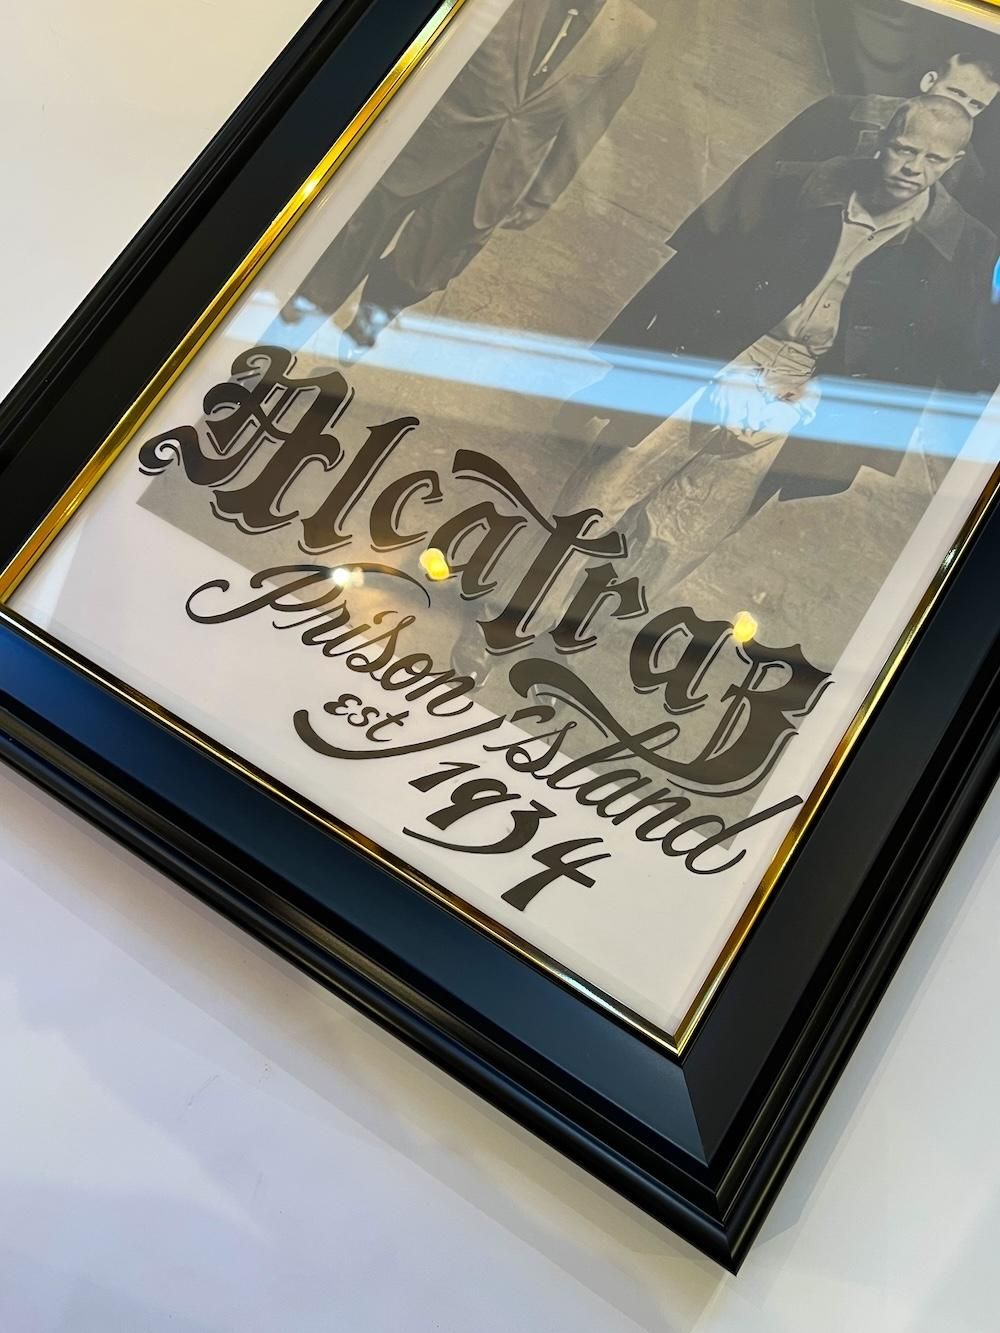 Alcatraz
Prison Island
Est 1934